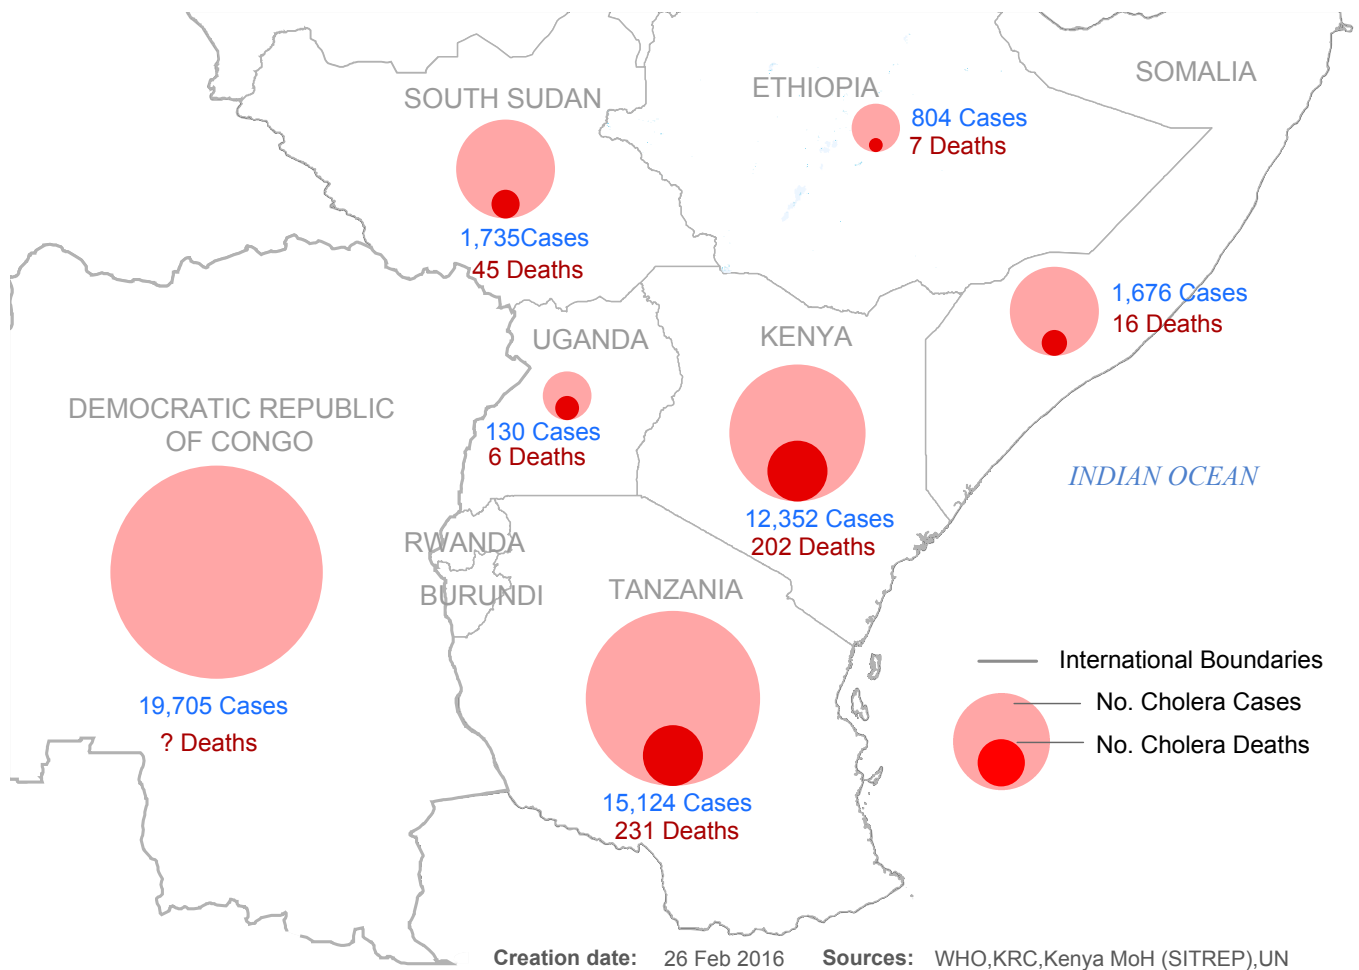 SOMALIA
ETHIOPIA
804 Cases
7 Deaths
SOUTH SUDAN
1,735Cases
45 Deaths
1,676 Cases
16 Deaths
UGANDA
130 Cases
6 Deaths
KENYA
12,352 Cases
202 Deaths
DEMOCRATIC REPUBLIC
OF CONGO
19,705 Cases
? Deaths
INDIAN OCEAN
RWANDA
BURUNDI
TANZANIA
15,124 Cases
231 Deaths
International Boundaries
No. Cholera Cases
No. Cholera Deaths
Creation date: 26 Feb 2016 Sources: WHO,KRC,Kenya MoH (SITREP),UN